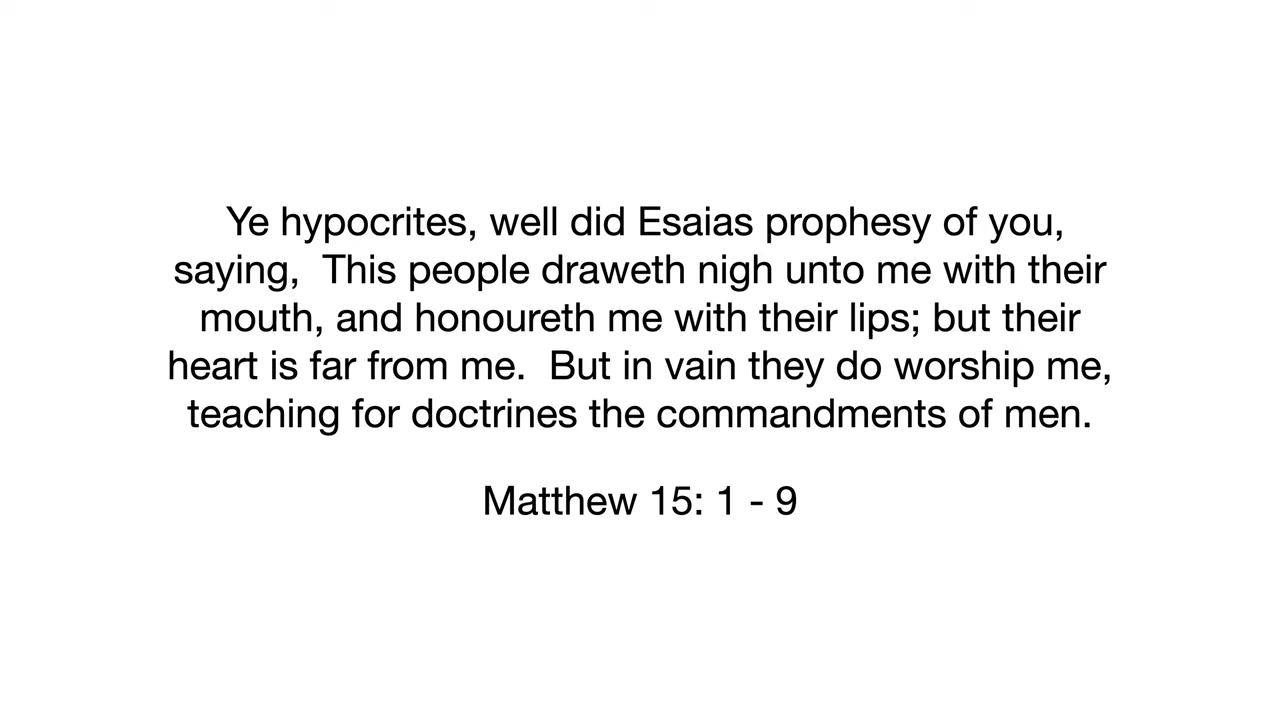 Ye hypocrites, well did Esaias prophesy of you,
saying,  This people draweth nigh unto me with their
mouth, and honoureth me with their lips; but their
heart is far from me.  But in vain they do worship me,
teaching for doctrines the commandments of men.
Matthew 15: 1 - 9